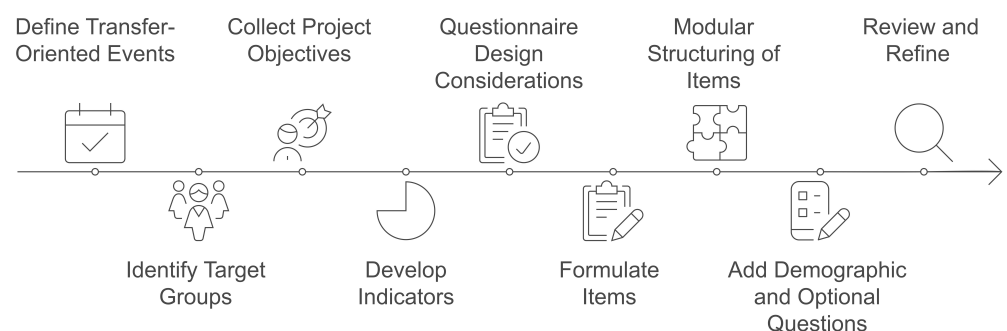 Define Transfer-
Oriented Events
Collect Project
Objectives
Questionnaire
Design
Considerations
Modular
Structuring of
Items
Review and
Refine
Identify Target
Groups
Develop
Indicators
Formulate
Items
Add Demographic
and Optional
Questions